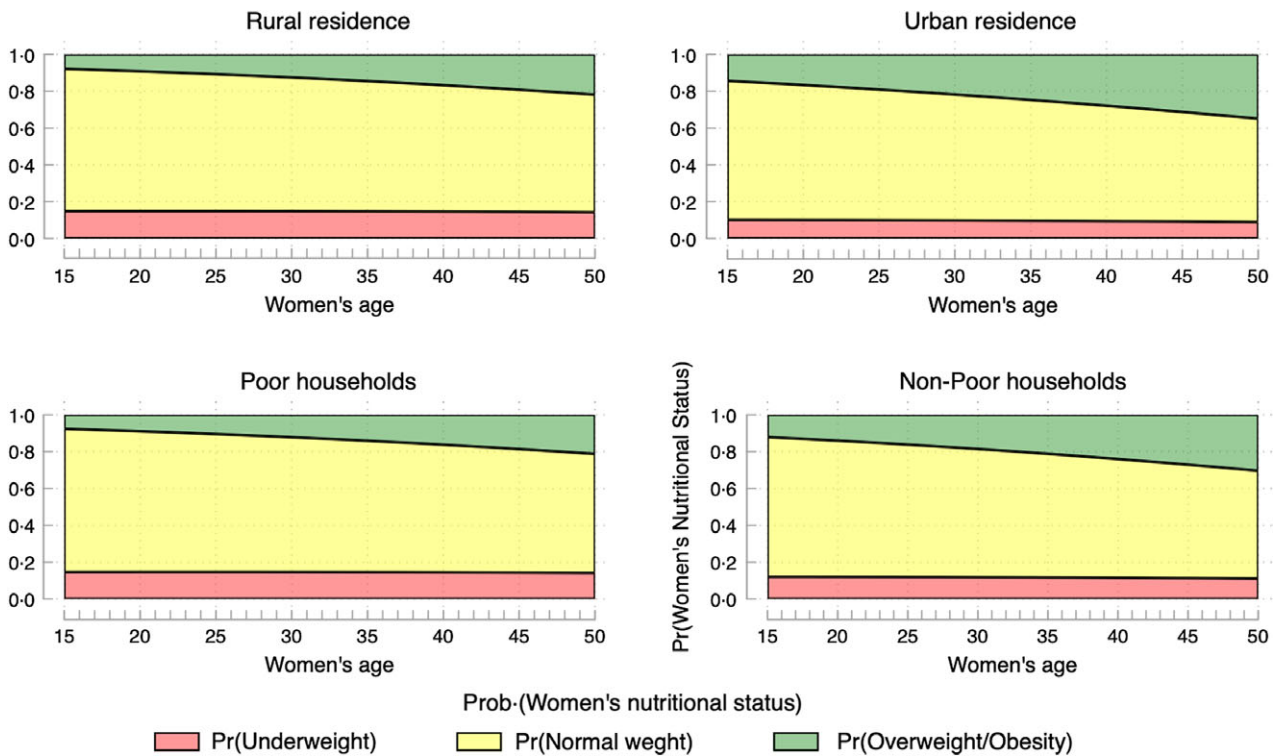 Rural residence
1·0
0·8
0·6
0·4
0·2
0·0
15 20 25 30 35 40 45 50
Women's age
Urban residence
1·0
0·8
0·6
0·4
0·2
0·0
15 20 25 30 35 40 45 50
Women's age
Poor households
1·0
0·8
0·6
0·4
0·2
0·0
15 20 25 30 35 40 45 50
Women's age
Non-Poor households
Pr(Women's Nutritional Status)
1·0
0·8
0·6
0·4
0·2
0·0
15 20 25 30 35 40 45 50
Women's age
Prob·(Women's nutritional status)
Pr(Underweight) Pr(Normal weght) Pr(Overweight/Obesity)